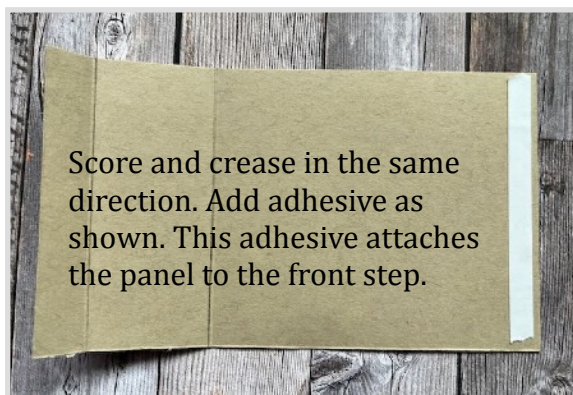 Score and crease in the same
direction. Add adhesive as
shown. This adhesive attaches
the panel to the front step.